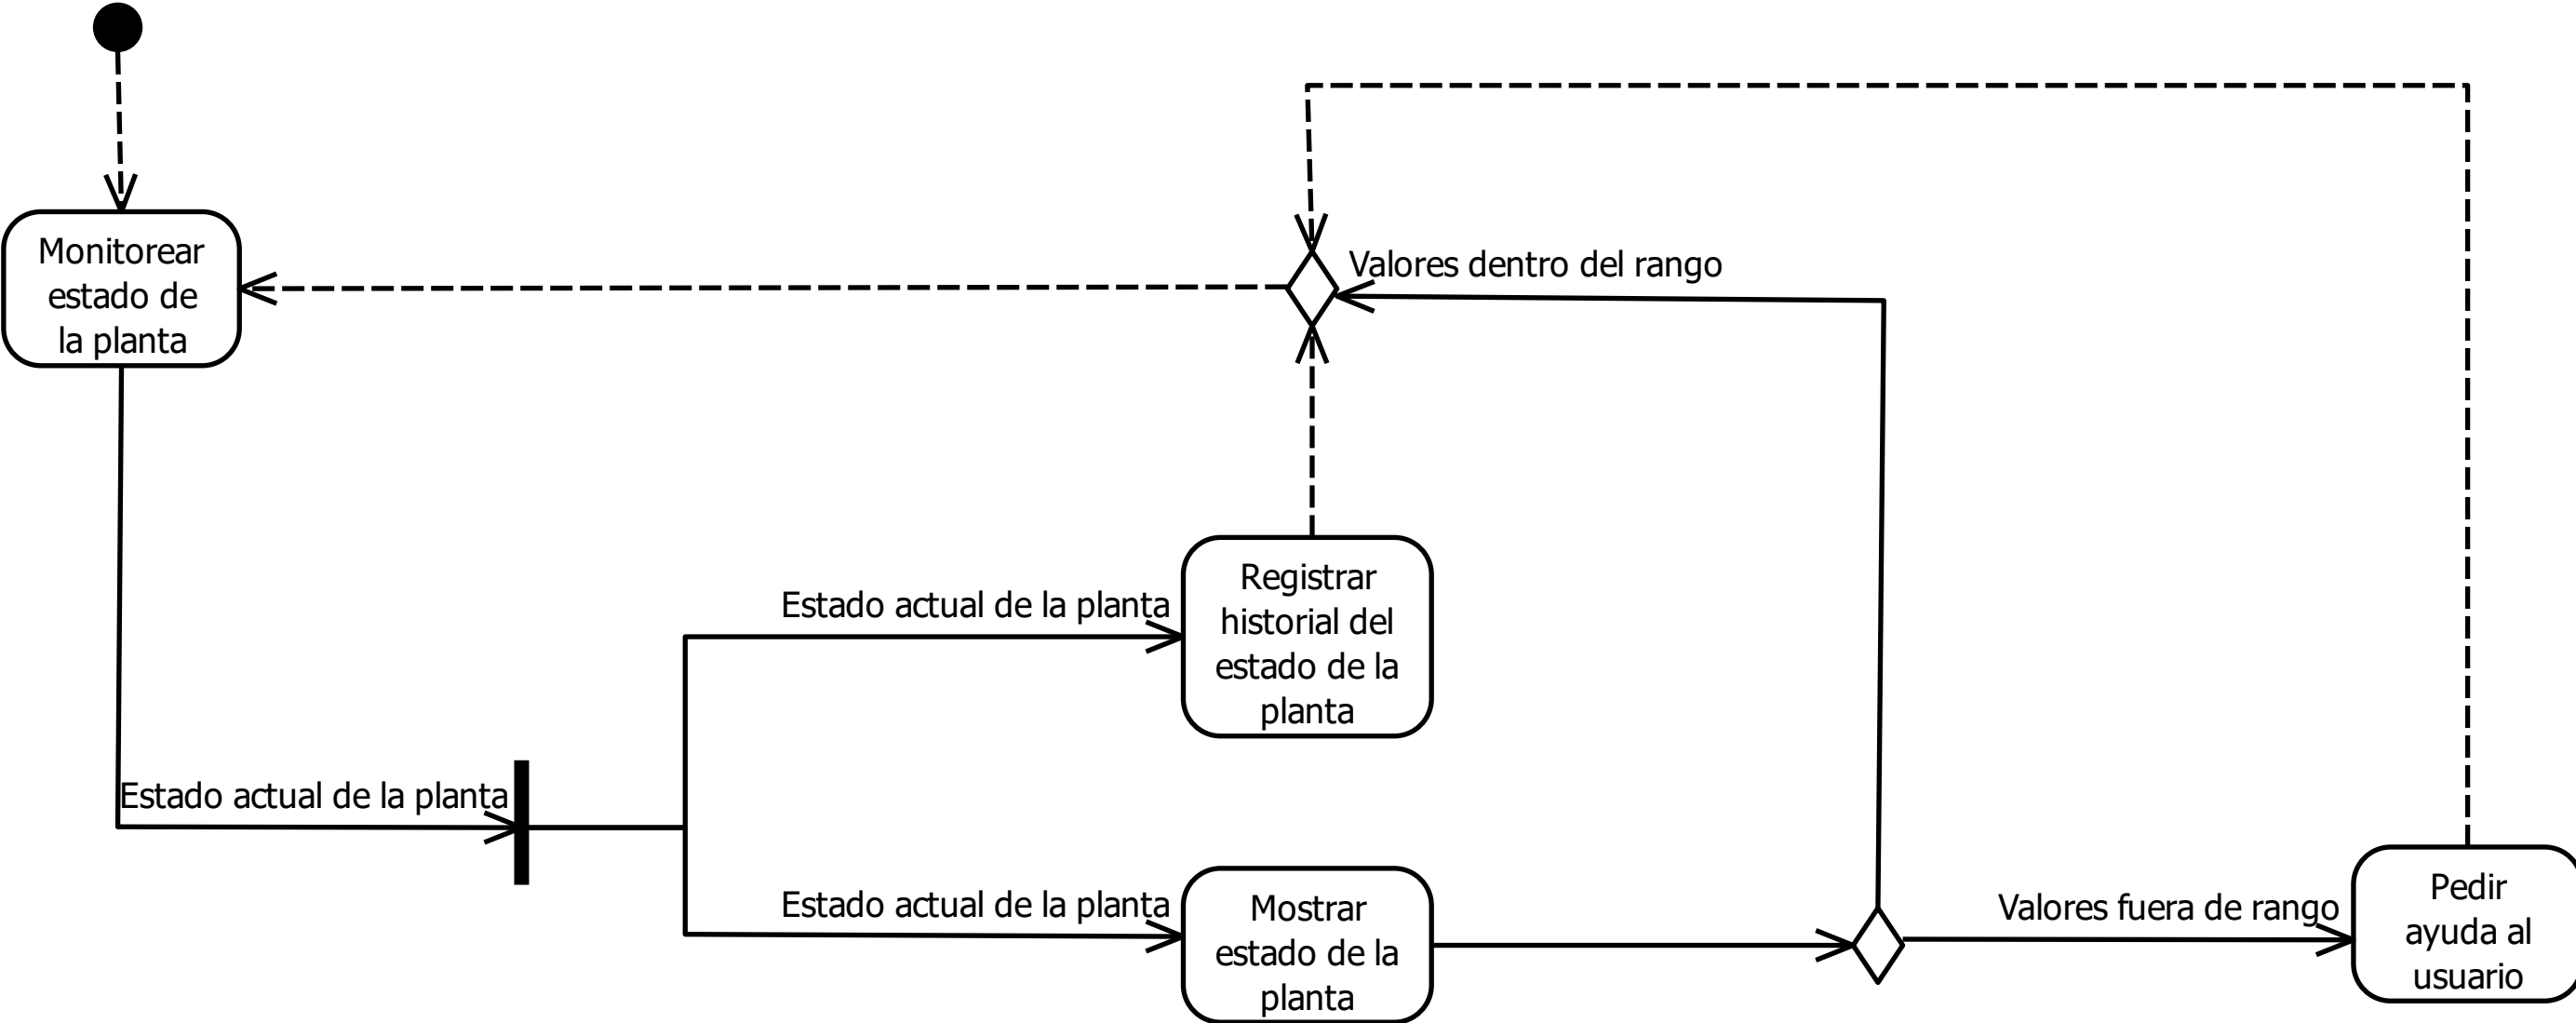 Monitorear
estado de
la planta
Valores dentro del rango
Estado actual de la planta
Registrar
historial del
estado de la
planta
Estado actual de la planta
Estado actual de la planta
Mostrar
estado de la
planta
Valores fuera de rango
Pedir
ayuda al
usuario